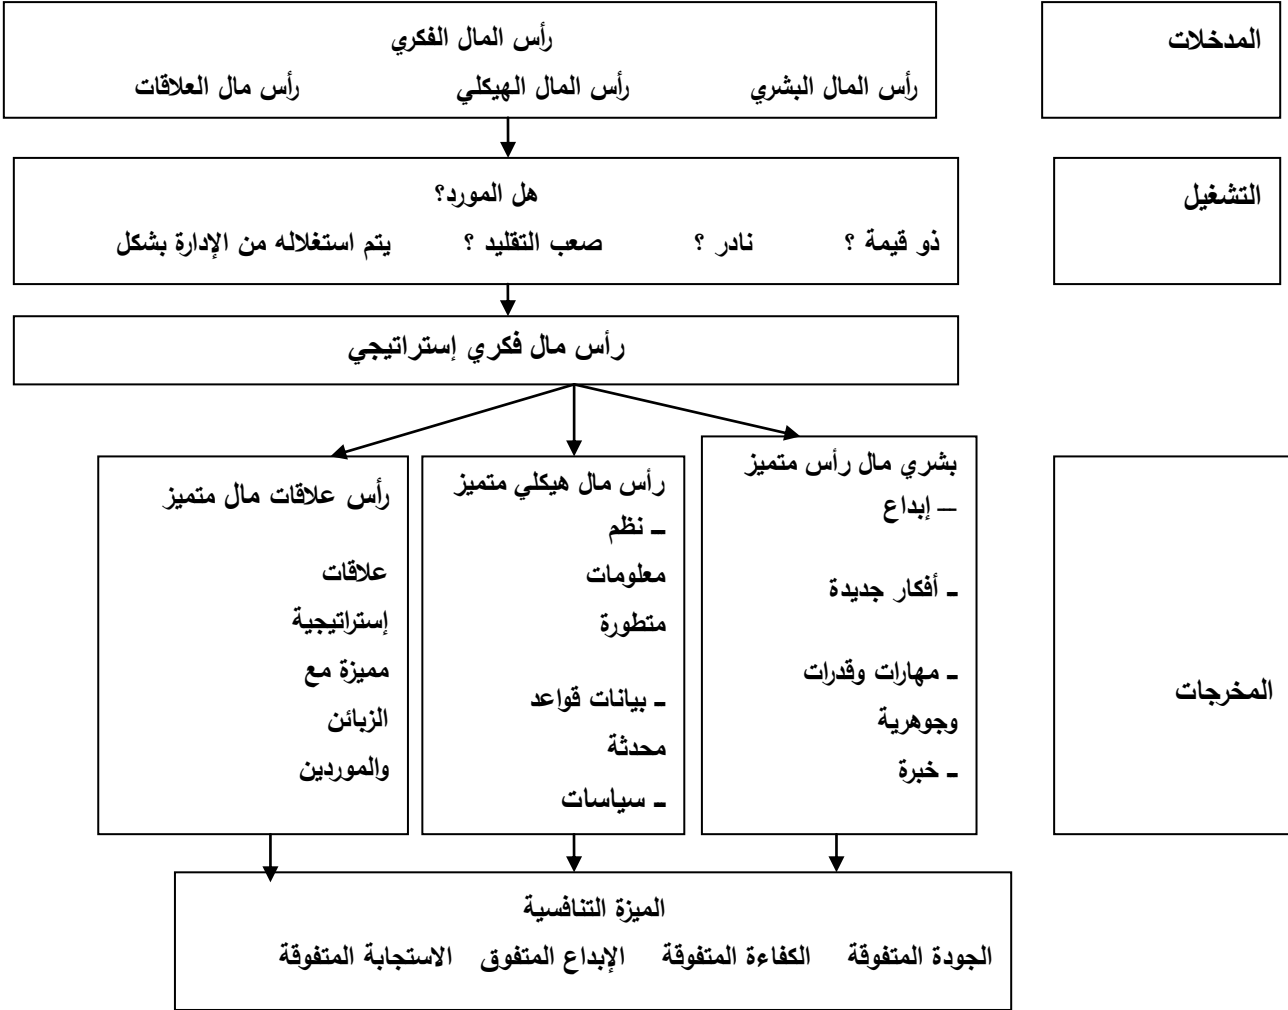 المدخلات
رأس المال الفكري
رأس المال البشري رأس المال الهيكلي رأس مال العلاقات
التشغيل
هل المورد؟
ذو قيمة ؟ نادر ؟ صعب التقليد ؟ يتم استغلاله من الإدارة بشكل
رأس مال فكري إستراتيجي
المخرجات
بشري مال رأس متميز
– إبداع
- أفكار جديدة
- مهارات وقدرات
وجوهرية
- خبرة
رأس مال هيكلي متميز
- نظم
معلومات
متطورة
- بيانات قواعد
محدثة
- سياسات
رأس علاقات مال متميز
علاقات
إستراتيجية
مميزة مع
الزبائن
والموردين
الميزة التنافسية
الجودة المتفوقة الكفاءة المتفوقة الإبداع المتفوق الاستجابة المتفوقة